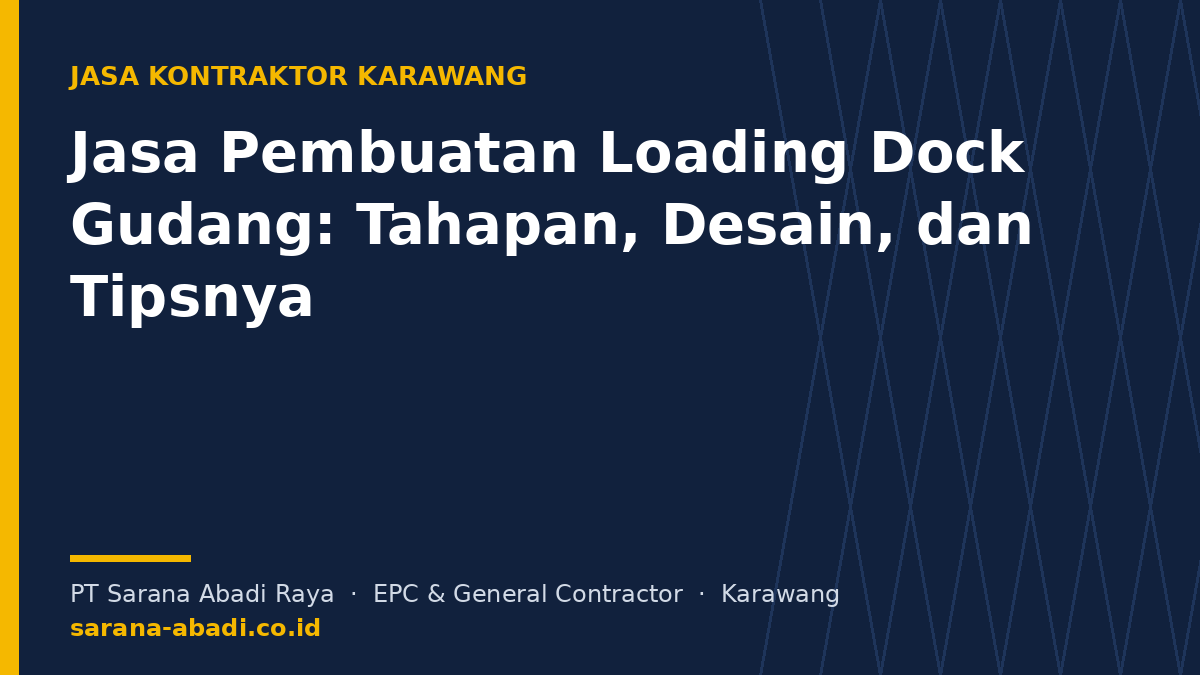 JASA KONTRAKTOR KARAWANG
Jasa Pembuatan Loading Dock
Gudang: Tahapan, Desain, dan
Tipsnya
PT Sarana Abadi Raya · EPC & General Contractor · Karawang
sarana-abadi.co.id